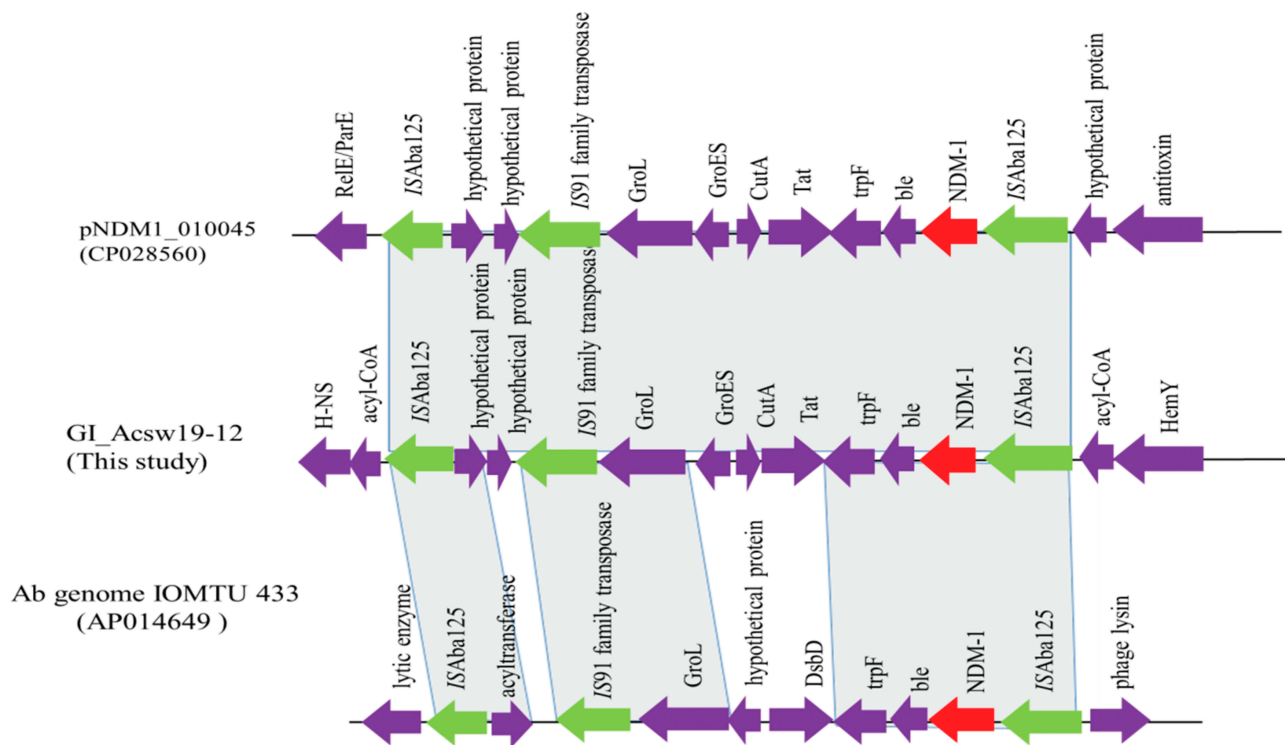 RelE/ParE
ISAba125
hypothetical protein
hypothetical protein
IS91 family transposase
GroL
GroES
CutA
Tat
trpF
ble
NDM-1
ISAba125
hypothetical protein
antitoxin
pNDM1_010045
(CP028560)
H-NS
acyl-CoA
ISAba125
hypothetical protein
hypothetical protein
IS91 family transposase
GroL
GroES
CutA
Tat
trpF
ble
NDM-1
ISAba125
acyl-CoA
HemY
GI_Acsw19-12
(This study)
Ab genome IOMTU 433
(AP014649 )
lytic enzyme
ISAba125
acyltransferase
IS91 family transposase
GroL
hypothetical protein
DsbD
trpF
ble
NDM-1
ISAba125
phage lysin